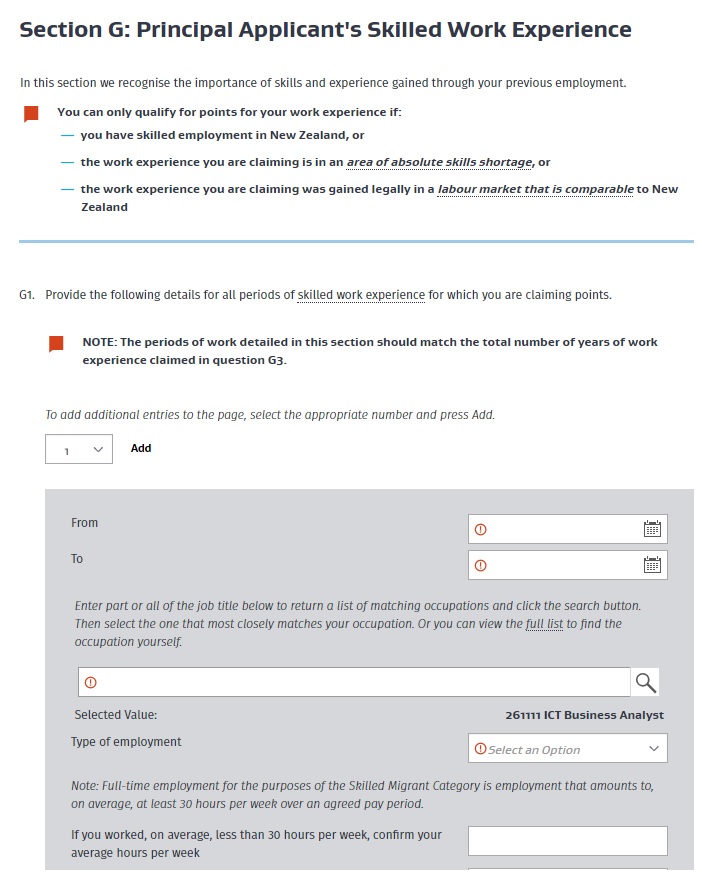 Section G: Principal Applicant's Skilled Work Experience
In this section we recognise the importance of skills and experience gained through your previous employment.
You can only qualify for points for your work experience if:
— you have skilled employment in New Zealand, or
— the work experience you are claiming is in an area of absolute skills shortage, or
— the work experience you are claiming was gained legally in a labour market that is comparable to New
Zealand
G1. Provide the following details for all periods of skilled work experience for which you are claiming points.
NOTE: The periods of work detailed in this section should match the total number of years of work
experience claimed in question G3.
To add additional entries to the page, select the appropriate number and press Add.
1 Add
From
To
Enter part or all of the job title below to return a list of matching occupations and click the search button.
Then select the one that most closely matches your occupation. Or you can view the full list to find the
occupation yourself.
Selected Value: 261111 ICT Business Analyst
Type of employment Select an Option
Note: Full-time employment for the purposes of the Skilled Migrant Category is employment that amounts to,
on average, at least 30 hours per week over an agreed pay period.
If you worked, on average, less than 30 hours per week, confirm your
average hours per week